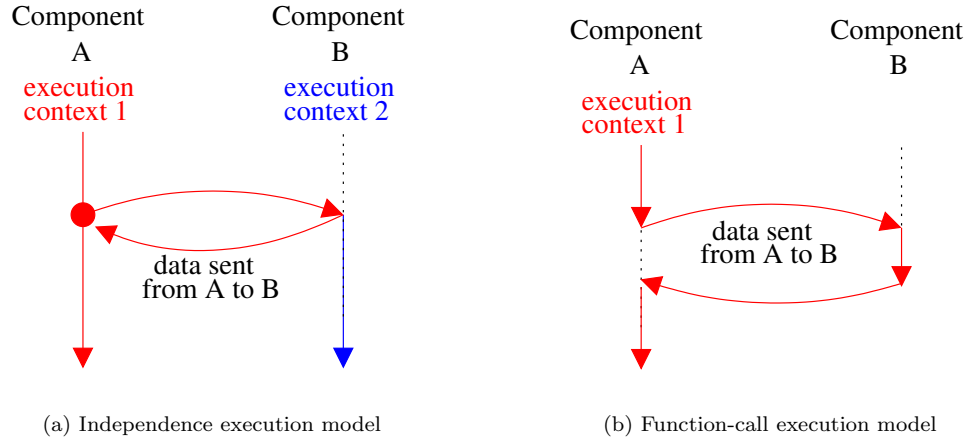 Component
A
execution
context 1
Component
B
execution
context 2
data sent
from A to B
(a) Independence execution model
Component
A
execution
context 1
Component
B
data sent
from A to B
(b) Function-call execution model